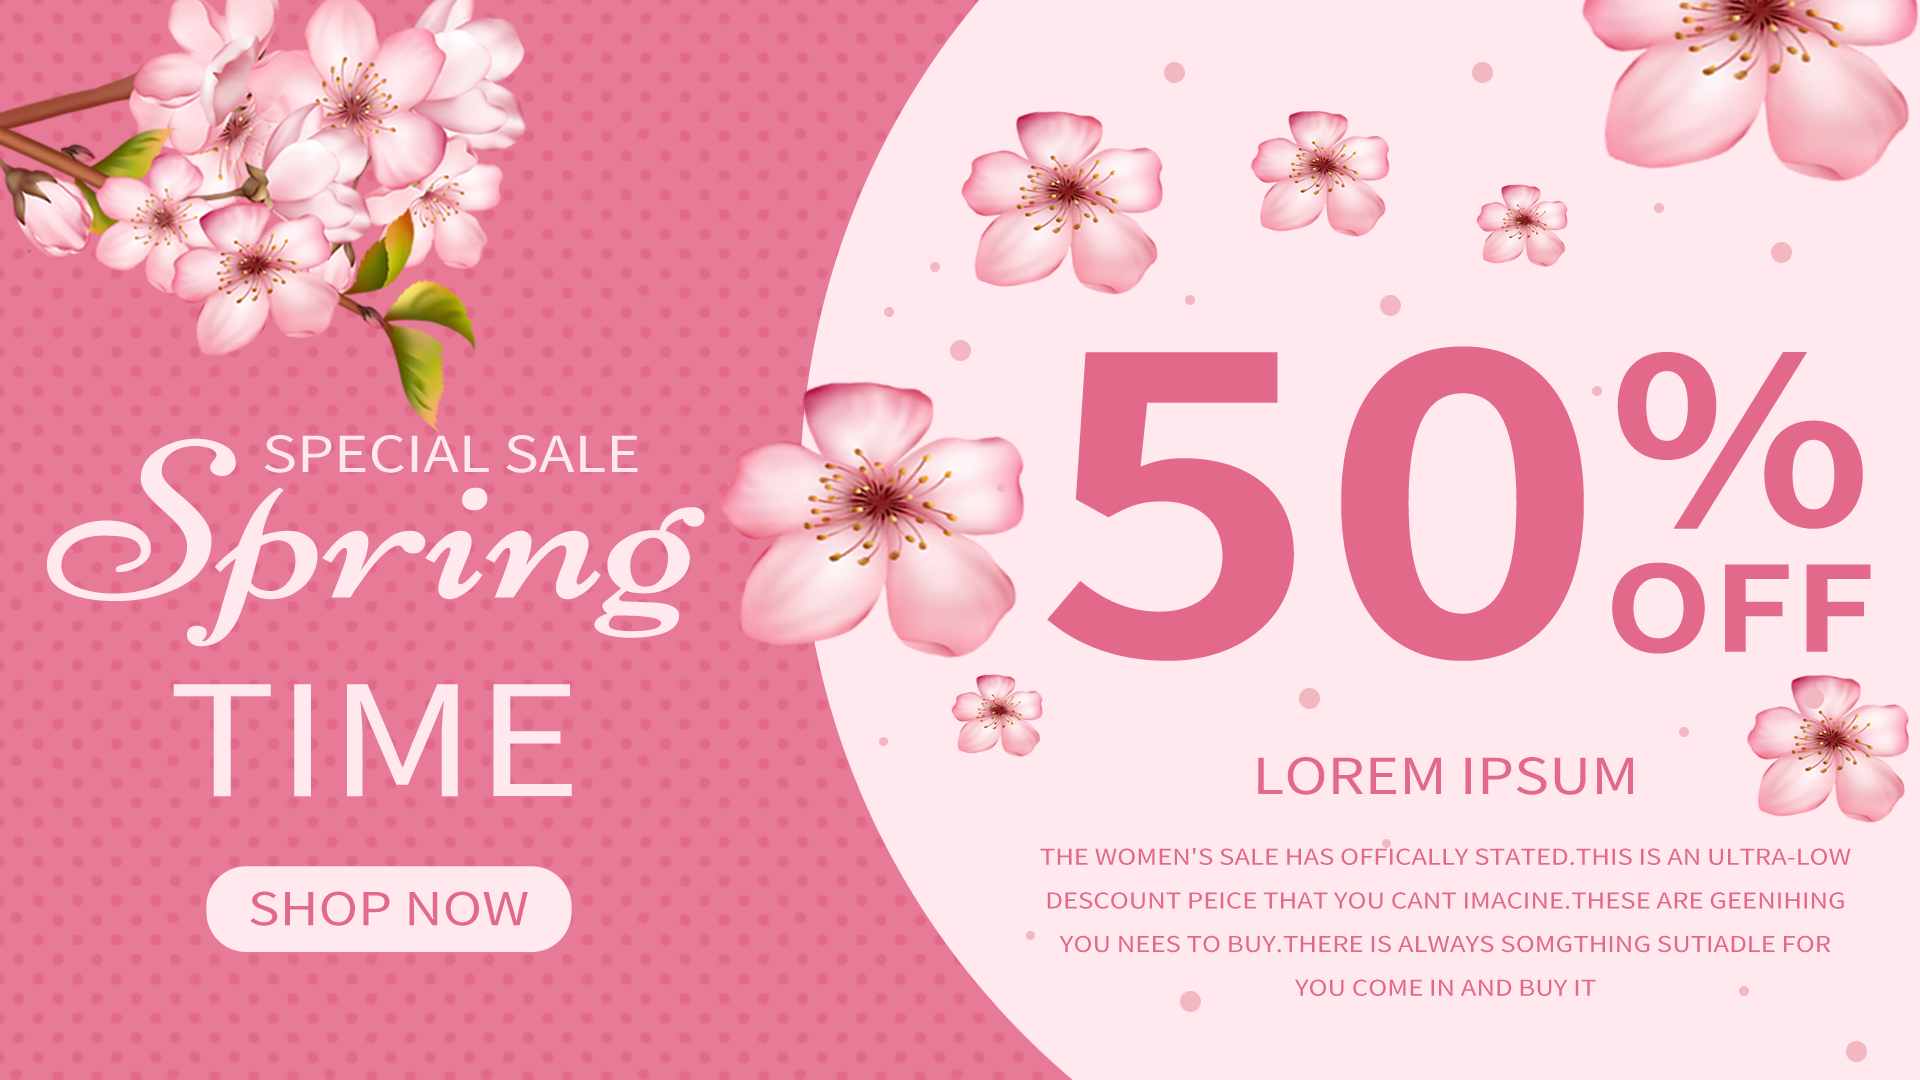 SPECIAL SALE
Spring
TIME
SHOP NOW
50%
OFF
LOREM IPSUM
THE WOMEN'S SALE HAS OFFICALLY STATED.THIS IS AN ULTRA-LOW
DESCOUNT PEICE THAT YOU CANT IMACINE.THESE ARE GEENIHING
YOU NEES TO BUY.THERE IS ALWAYS SOMGTHING SUTIADLE FOR
YOU COME IN AND BUY IT